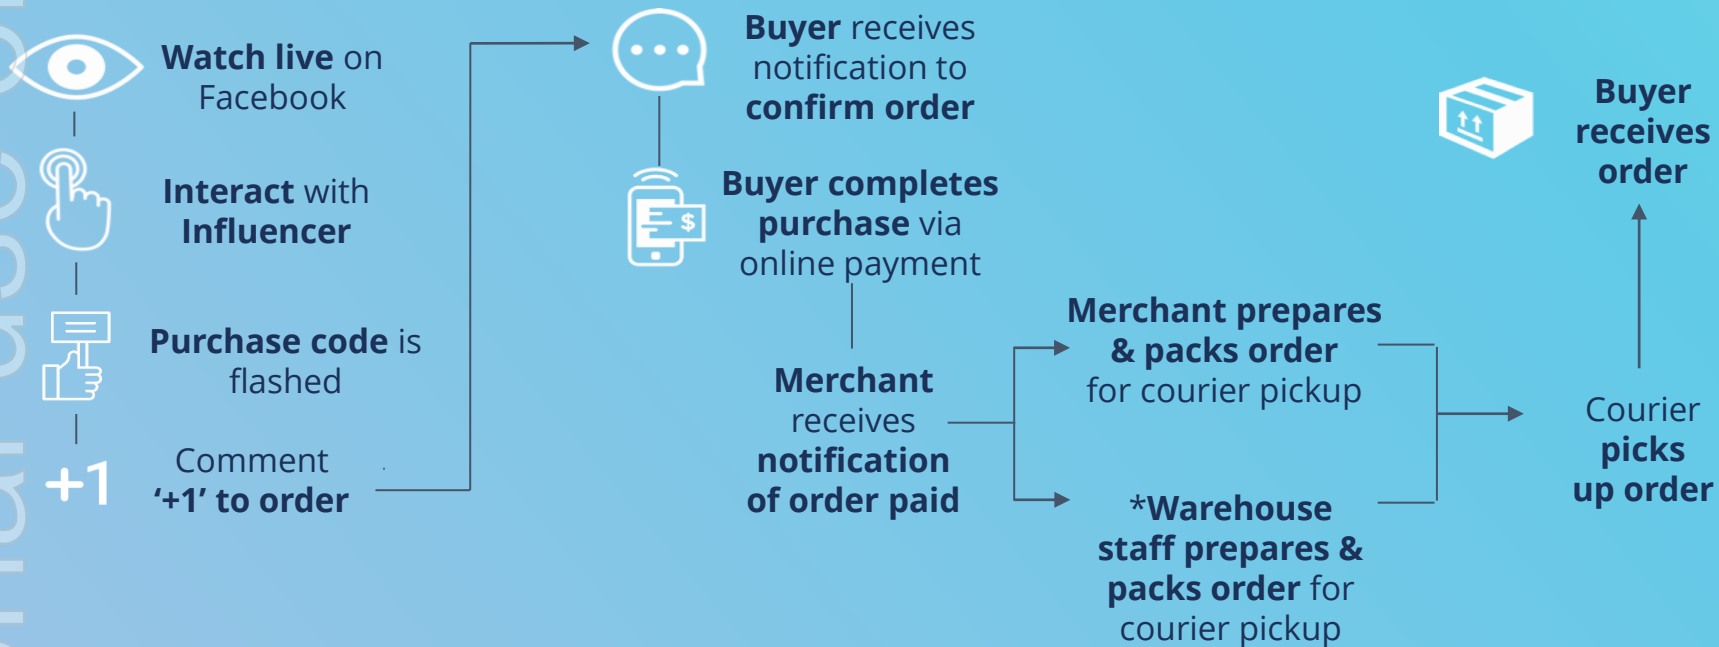 Watch live on
Facebook
Interact with
Influencer
Purchase code is
flashed
+1
Comment
‘+1’ to order
Buyer receives
notification to
confirm order
$
Buyer completes
purchase via
online payment
Merchant
receives
notification
of order paid
Merchant prepares
& packs order
for courier pickup
*Warehouse
staff prepares &
packs order for
courier pickup
Courier
picks
up order
Buyer
receives
order